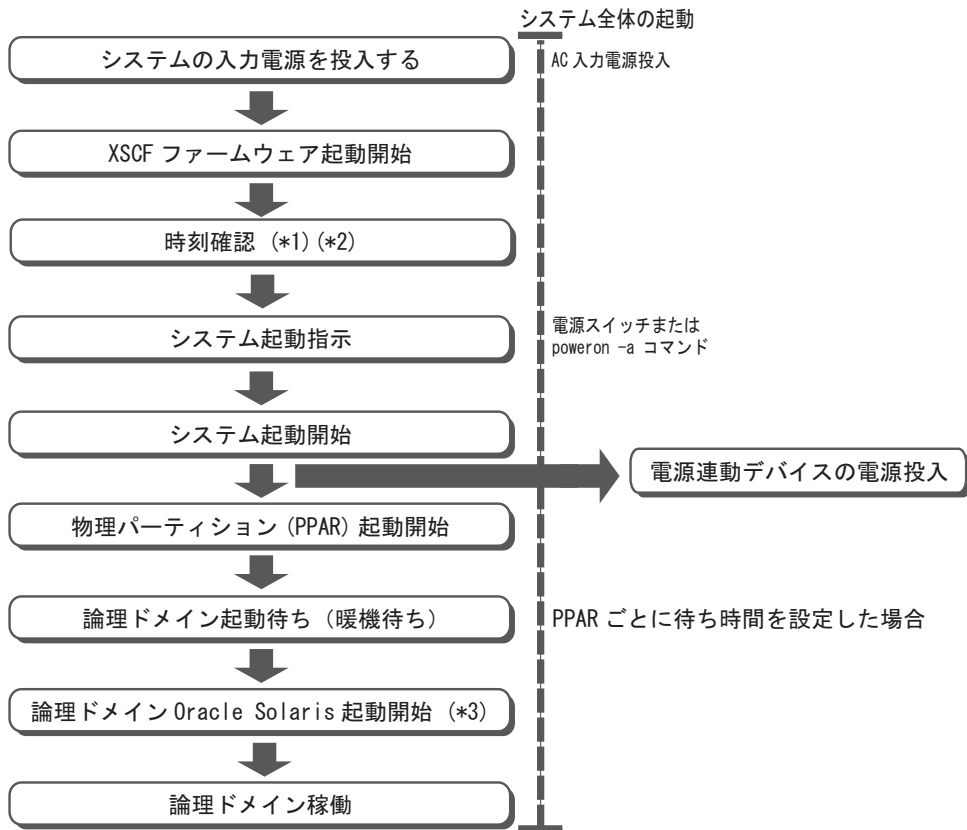 システム全体の起動
システムの入力電源を投入する
AC 入力電源投入
XSCF ファームウェア起動開始
時刻確認 (*1) (*2)
システム起動指示
電源スイッチまたは
poweron -a コマンド
システム起動開始
電源連動デバイスの電源投入
物理パーティション (PPAR) 起動開始
論理ドメイン起動待ち（暖機待ち）
PPAR ごとに待ち時間を設定した場合
論理ドメイン Oracle Solaris 起動開始 (*3)
論理ドメイン稼働